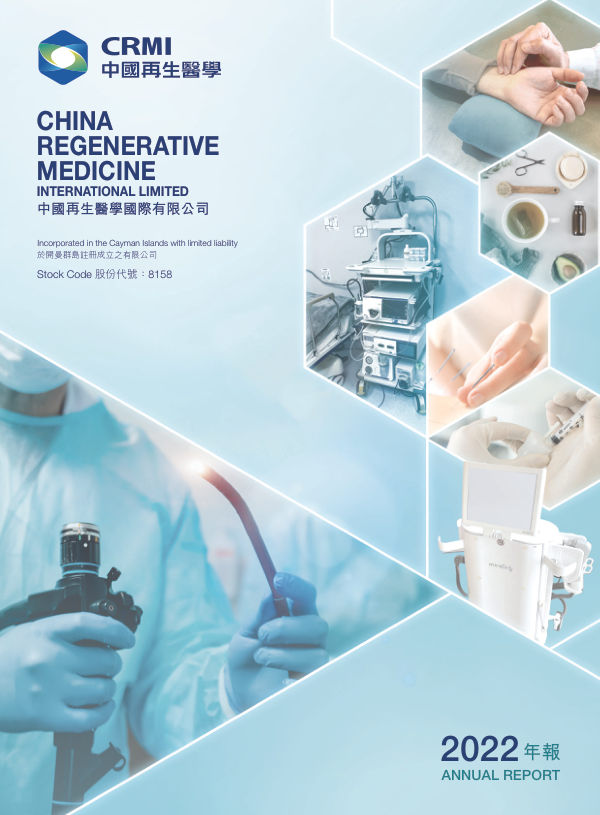 CRMI
中國再生醫學
CHINA
REGENERATIVE
MEDICINE
INTERNATIONAL LIMITED
中國再生醫學國際有限公司
Incorporated in the Cayman Islands with limited liability
於開曼群島註冊成立之有限公司
Stock Code 股份代號：8158
2022 年報
ANNUAL REPORT